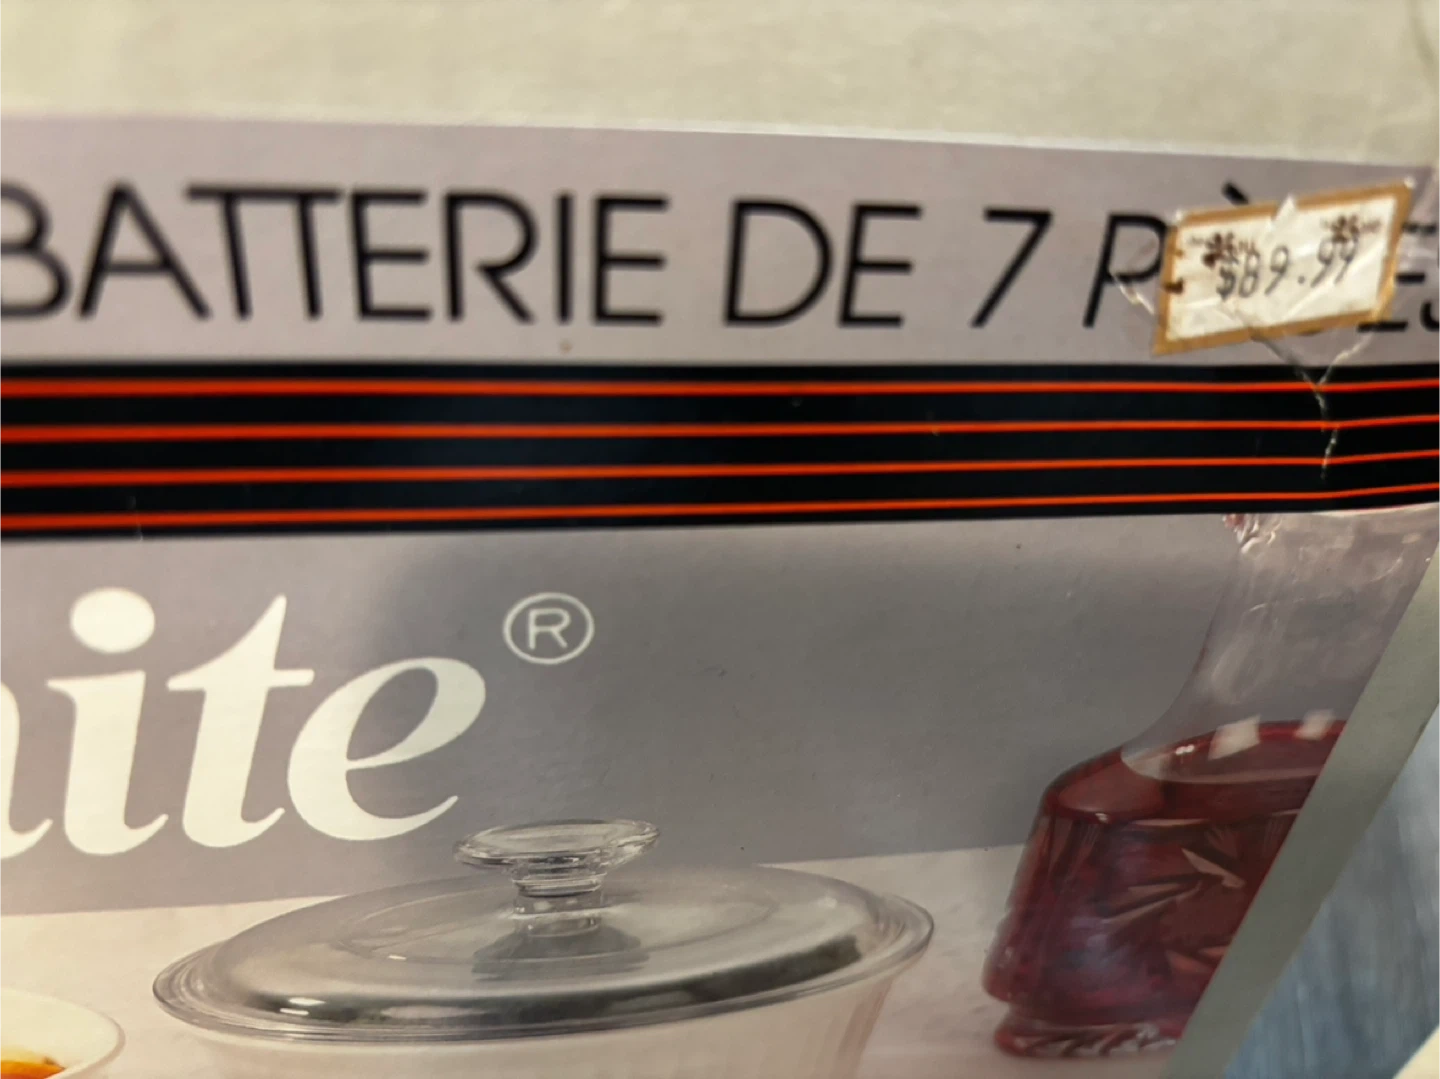 BATTERIE DE 7 P
$89.99
ite®